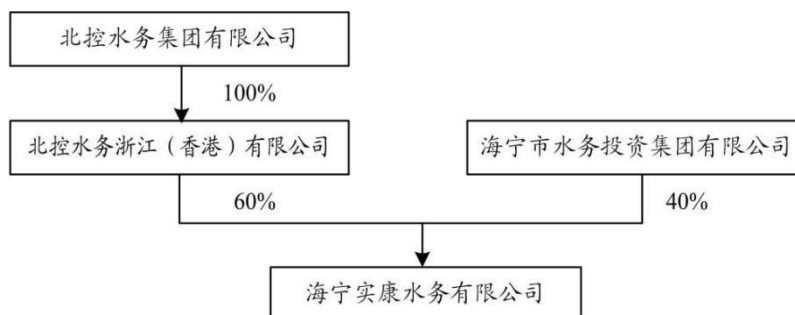 北控水务集团有限公司
100%
北控水务浙江（香港）有限公司
海宁市水务投资集团有限公司
60%
40%
海宁实康水务有限公司